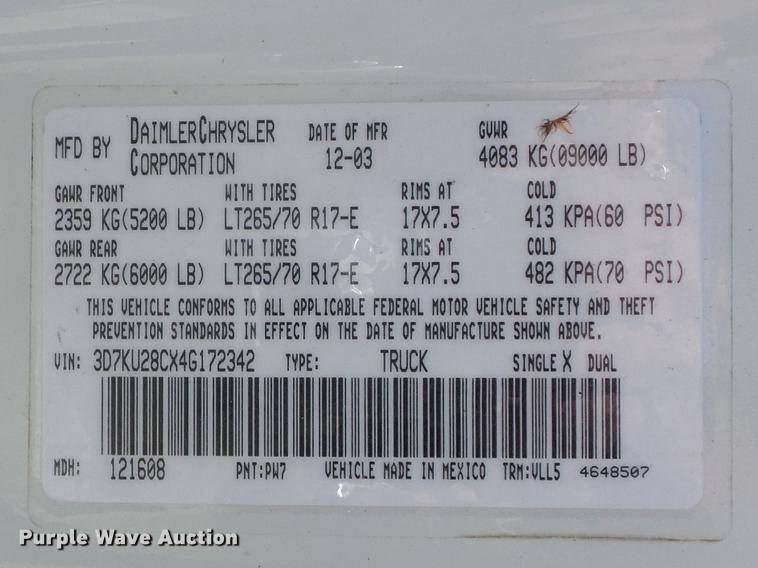 MFD BY DAIMLERCHRYSLER CORPORATION DATE OF MFR 12-03 GVWR 4083 KG(09000 LB)
GAWR FRONT WITH TIRES RIMS AT COLD
2359 KG(5200 LB) LT265/70 R17-E 17X7.5 413 KPA(60 PSI)
GAWR REAR WITH TIRES RIMS AT COLD
2722 KG(6000 LB) LT265/70 R17-E 17X7.5 482 KPA(70 PSI)
THIS VEHICLE CONFORMS TO ALL APPLICABLE FEDERAL MOTOR VEHICLE SAFETY AND THEFT
PREVENTION STANDARDS IN EFFECT ON THE DATE OF MANUFACTURE SHOWN ABOVE.
VIN: 3D7KU28CX4G172342 TYPE: TRUCK SINGLE X DUAL
MDH: 121608 PNT:PW7 VEHICLE MADE IN MEXICO TRM:VLL5 4648507
Purple Wave Auction